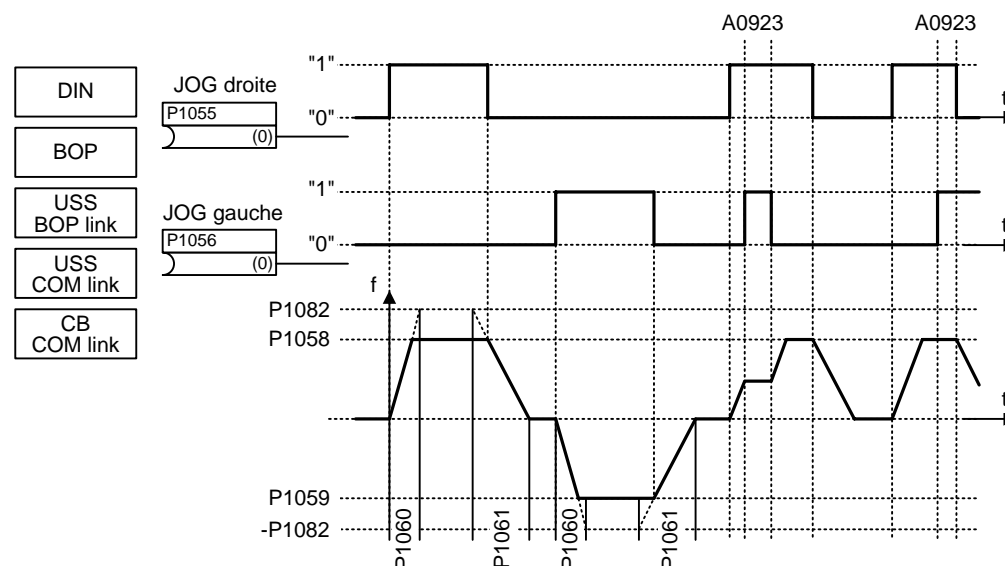 A0923 A0923
DIN
BOP
USS
BOP link
USS
COM link
CB
COM link
JOG droite
P1055
(0)
"1"
"0"
t
JOG gauche
P1056
(0)
"1"
"0"
t
f
P1082
P1058
t
P1059
-P1082
P1060
P1061
P1060
P1061